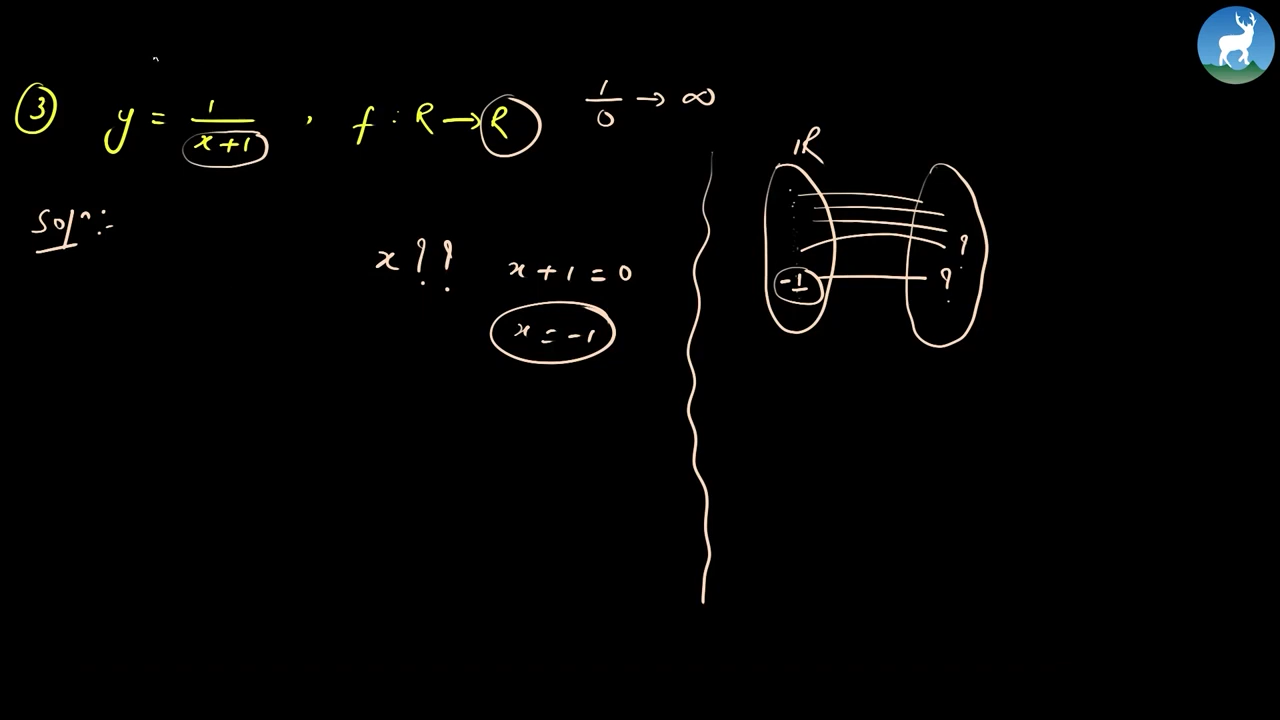 ③ y = 1/(x+1) , f : R → R 1/0 → ∞
Solⁿ:-
x ? ? x + 1 = 0
x = -1
R
?
-1 ?